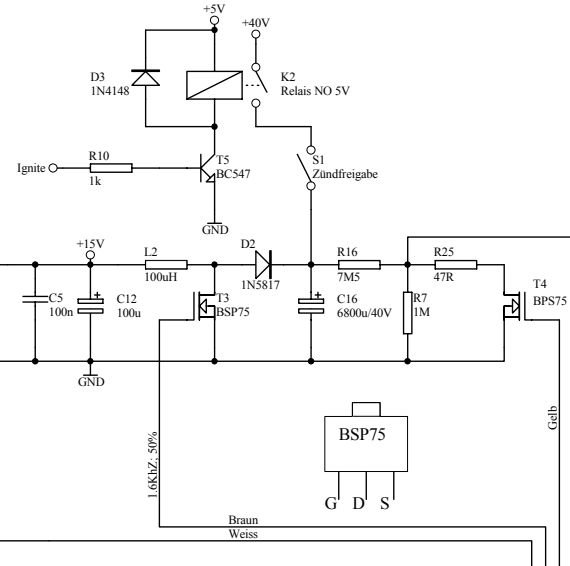 +5V
+40V
D3
1N4148
K2
Relais NO 5V
Ignite
R10
1k
T5
BC547
S1
Zündfreigabe
GND
+15V
L2
100uH
D2
1N5817
R16
7M5
R25
47R
C5
100n
C12
100u
T3
BSP75
C16
6800u/40V
R7
1M
T4
BPS75
GND
1.6KhZ; 50%
Gelb
BSP75
G D S
Braun
Weiss